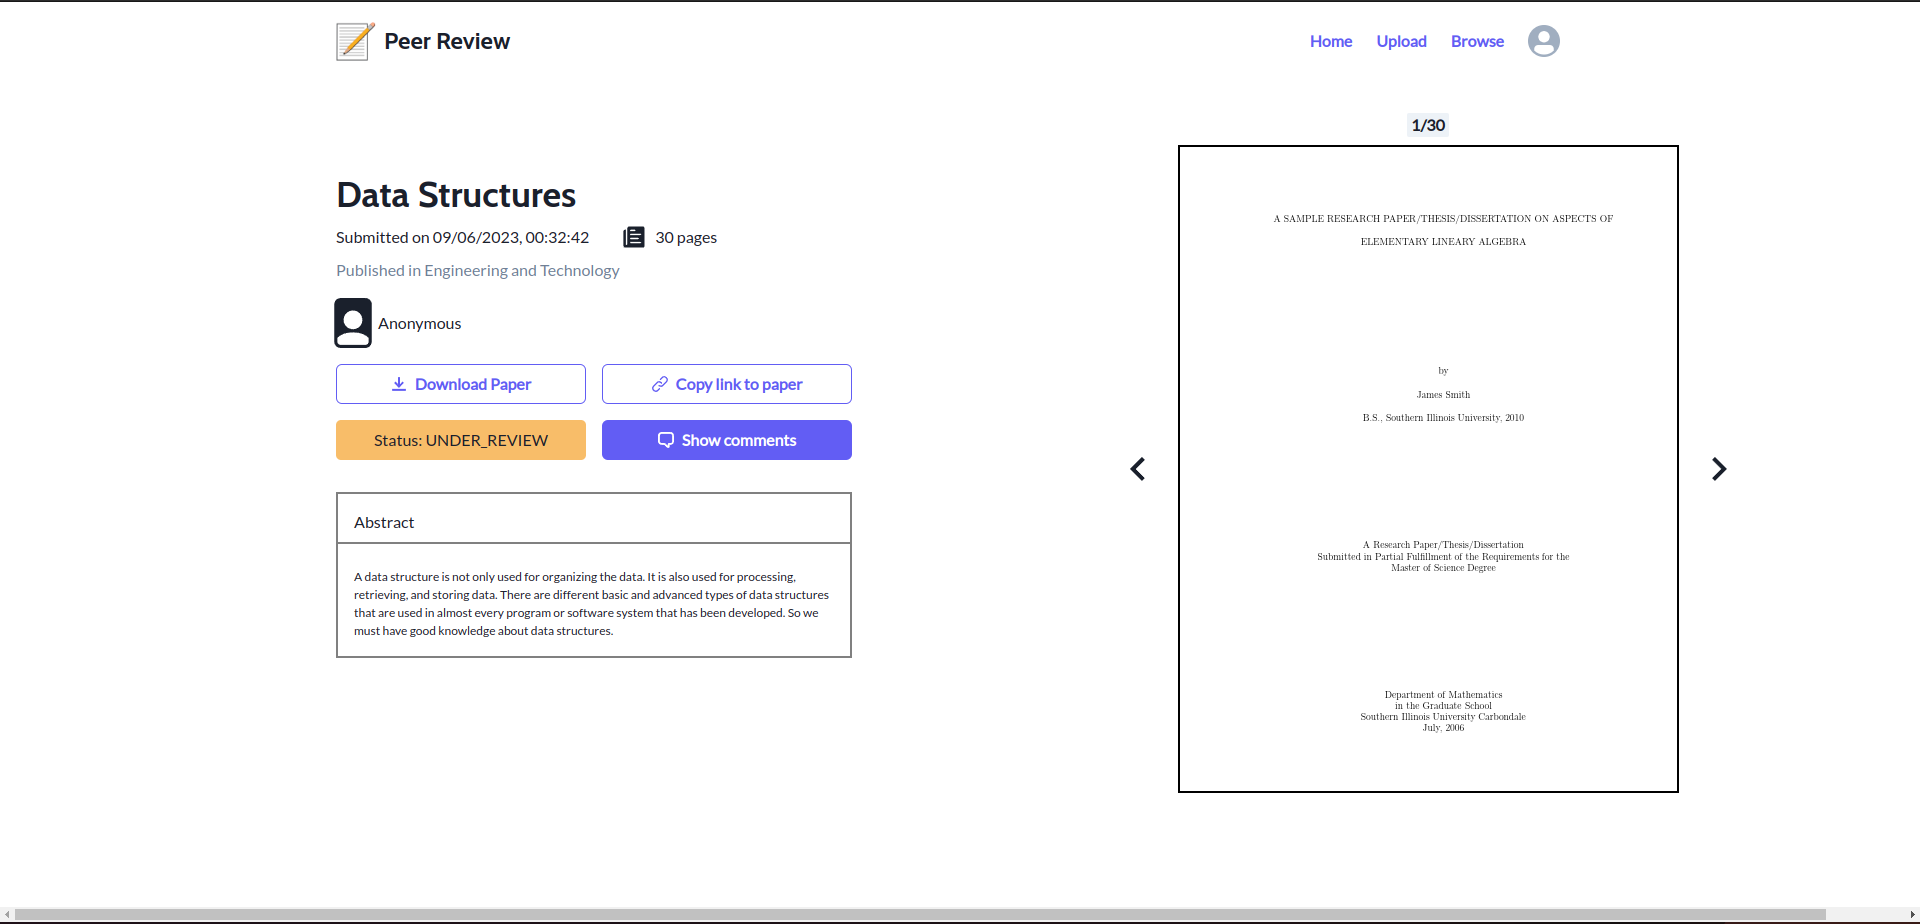 Peer Review
Home Upload Browse
Data Structures
Submitted on 09/06/2023, 00:32:42 30 pages
Published in Engineering and Technology
Anonymous
Download Paper Copy link to paper
Status: UNDER_REVIEW Show comments
Abstract
A data structure is not only used for organizing the data. It is also used for processing,
retrieving, and storing data. There are different basic and advanced types of data structures
that are used in almost every program or software system that has been developed. So we
must have good knowledge about data structures.
1/30
A SAMPLE RESEARCH PAPER/THESIS/DISSERTATION ON ASPECTS OF
ELEMENTARY LINEARY ALGEBRA
by
James Smith
B.S., Southern Illinois University, 2010
A Research Paper/Thesis/Dissertation
Submitted in Partial Fulfillment of the Requirements for the
Master of Science Degree
Department of Mathematics
in the Graduate School
Southern Illinois University Carbondale
July, 2006